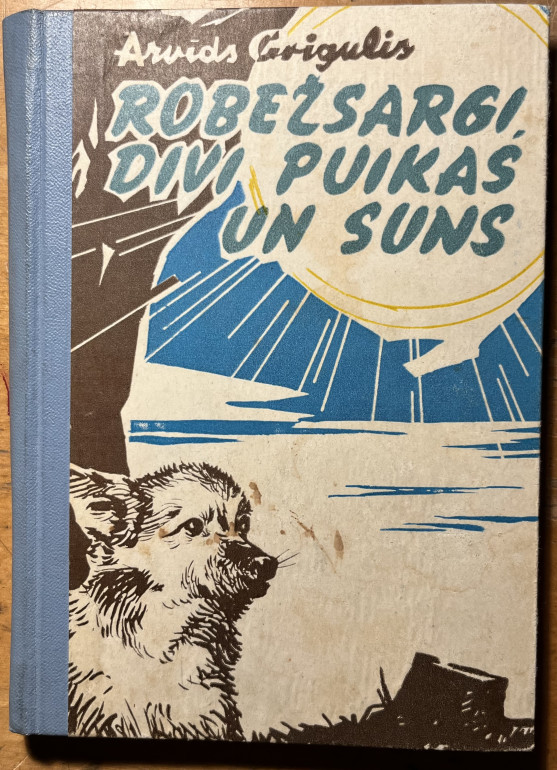 Arvīds Grigulis
ROBEŽSARGI,
DIVI PUIKAS
UN SUNS